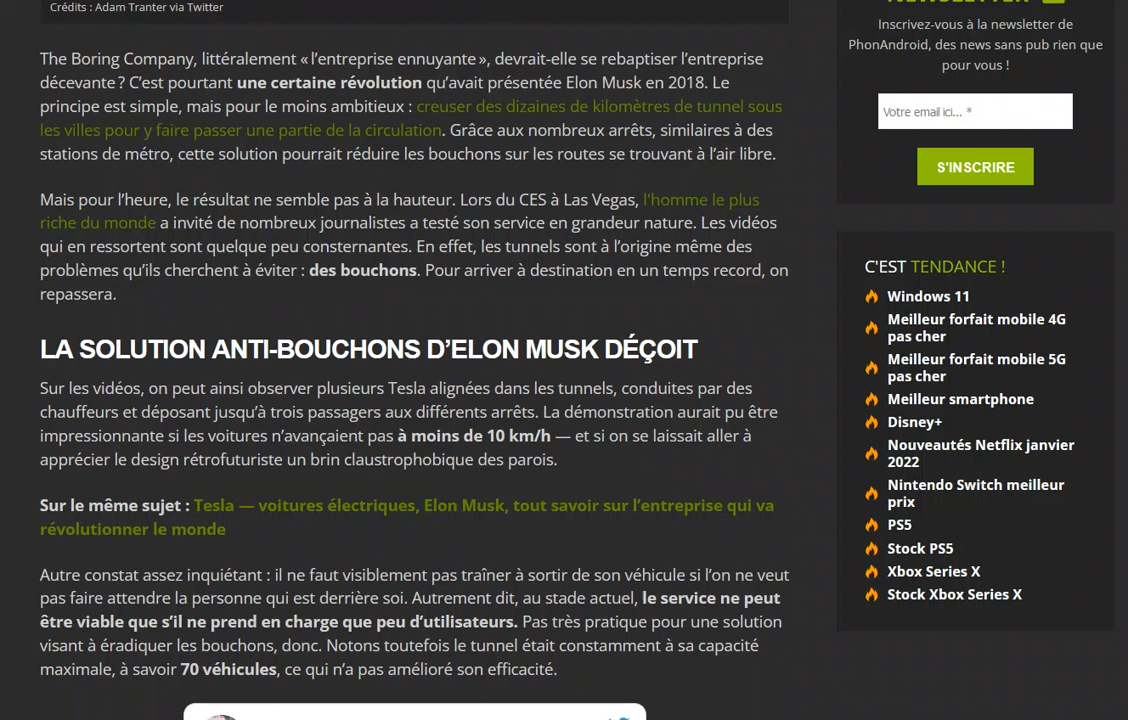 Crédits : Adam Tranter via Twitter
The Boring Company, littéralement « l'entreprise ennuyante », devrait-elle se rebaptiser l'entreprise
décevante ? C'est pourtant une certaine révolution qu'avait présentée Elon Musk en 2018. Le
principe est simple, mais pour le moins ambitieux : creuser des dizaines de kilomètres de tunnel sous
les villes pour y faire passer une partie de la circulation. Grâce aux nombreux arrêts, similaires à des
stations de métro, cette solution pourrait réduire les bouchons sur les routes se trouvant à l'air libre.
Mais pour l'heure, le résultat ne semble pas à la hauteur. Lors du CES à Las Vegas, l'homme le plus
riche du monde a invité de nombreux journalistes a testé son service en grandeur nature. Les vidéos
qui en ressortent sont quelque peu consternantes. En effet, les tunnels sont à l'origine même des
problèmes qu'ils cherchent à éviter : des bouchons. Pour arriver à destination en un temps record, on
repassera.
LA SOLUTION ANTI-BOUCHONS D'ELON MUSK DÉÇOIT
Sur les vidéos, on peut ainsi observer plusieurs Tesla alignées dans les tunnels, conduites par des
chauffeurs et déposant jusqu'à trois passagers aux différents arrêts. La démonstration aurait pu être
impressionnante si les voitures n'avançaient pas à moins de 10 km/h — et si on se laissait aller à
apprécier le design rétrofuturiste un brin claustrophobique des parois.
Sur le même sujet : Tesla — voitures électriques, Elon Musk, tout savoir sur l'entreprise qui va
révolutionner le monde
Autre constat assez inquiétant : il ne faut visiblement pas traîner à sortir de son véhicule si l'on ne veut
pas faire attendre la personne qui est derrière soi. Autrement dit, au stade actuel, le service ne peut
être viable que s'il ne prend en charge que peu d'utilisateurs. Pas très pratique pour une solution
visant à éradiquer les bouchons, donc. Notons toutefois le tunnel était constamment à sa capacité
maximale, à savoir 70 véhicules, ce qui n'a pas amélioré son efficacité.
NEWSLETTER
Inscrivez-vous à la newsletter de
PhonAndroid, des news sans pub rien que
pour vous !
Votre email ici... *
S'INSCRIRE
C'EST TENDANCE !
Windows 11
Meilleur forfait mobile 4G
pas cher
Meilleur forfait mobile 5G
pas cher
Meilleur smartphone
Disney+
Nouveautés Netflix janvier
2022
Nintendo Switch meilleur
prix
PS5
Stock PS5
Xbox Series X
Stock Xbox Series X